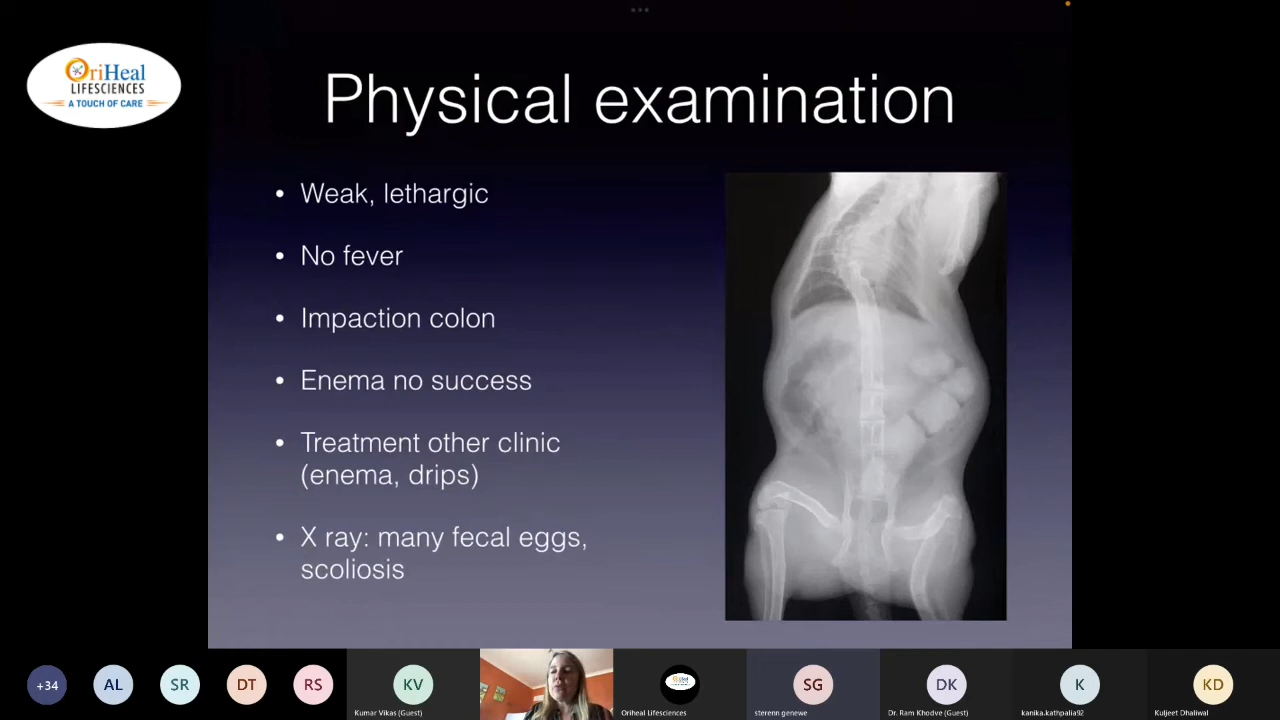 OriHeal
LIFESCIENCES
A TOUCH OF CARE
Physical examination
• Weak, lethargic
• No fever
• Impaction colon
• Enema no success
• Treatment other clinic
(enema, drips)
• X ray: many fecal eggs,
scoliosis
+34
AL
SR
DT
RS
KV
Kumar Vikas (Guest)
Oriheal Lifesciences
SG
sterenn genewe
DK
Dr. Ram Khodve (Guest)
K
kanika.kathpalia92
KD
Kuljeet Dhaliwal